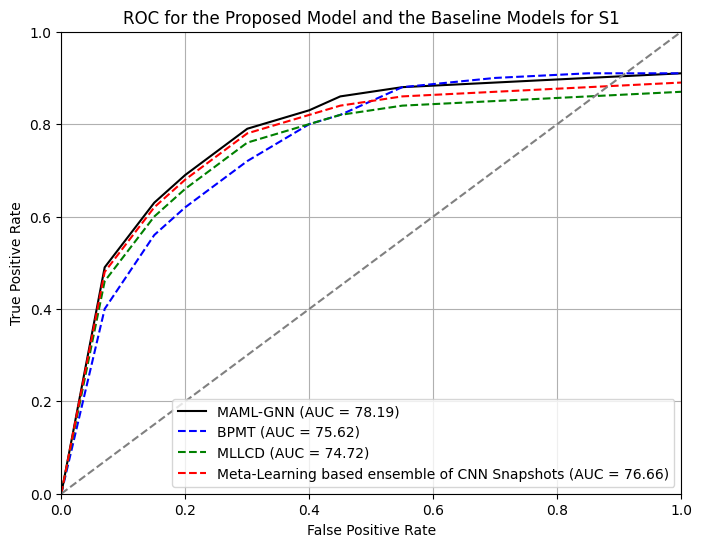 ROC for the Proposed Model and the Baseline Models for S1
True Positive Rate
1.0
0.8
0.6
0.4
0.2
0.0
0.0 0.2 0.4 0.6 0.8 1.0
False Positive Rate
MAML-GNN (AUC = 78.19)
BPMT (AUC = 75.62)
MLLCD (AUC = 74.72)
Meta-Learning based ensemble of CNN Snapshots (AUC = 76.66)